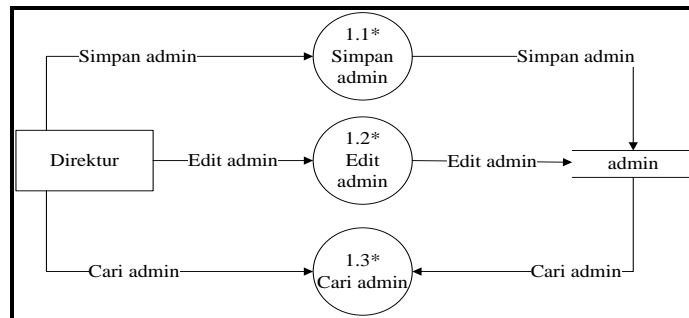 1.1*
Simpan admin
Simpan
admin
Simpan admin
1.2*
Direktur
Edit admin
Edit
admin
Edit admin
admin
1.3*
Cari admin
Cari admin
Cari admin